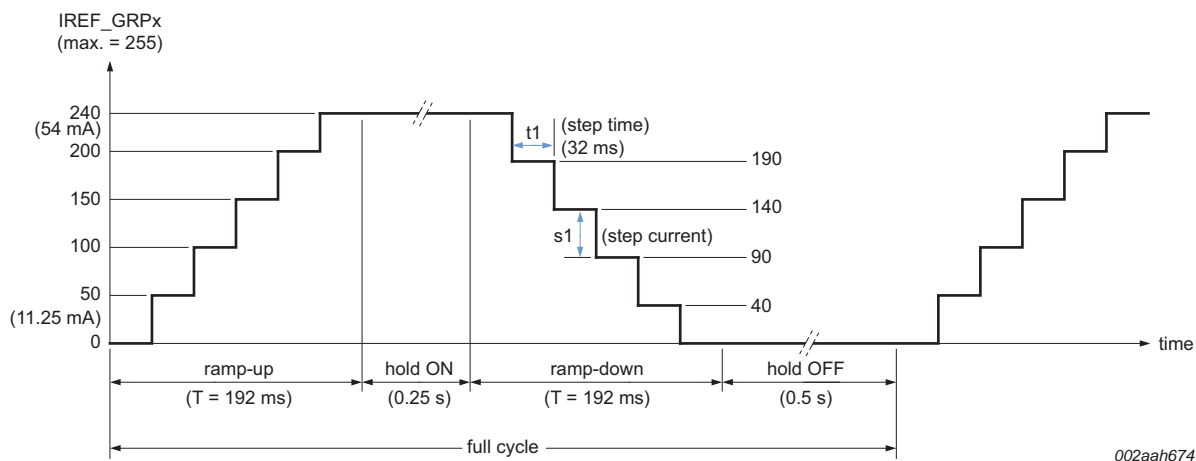 IREF_GRPx
(max. = 255)
240
(54 mA)
200
150
100
50
(11.25 mA)
0
t1
(step time)
(32 ms)
190
140
s1
(step current)
90
40
time
ramp-up
(T = 192 ms)
hold ON
(0.25 s)
ramp-down
(T = 192 ms)
hold OFF
(0.5 s)
full cycle
002aah674